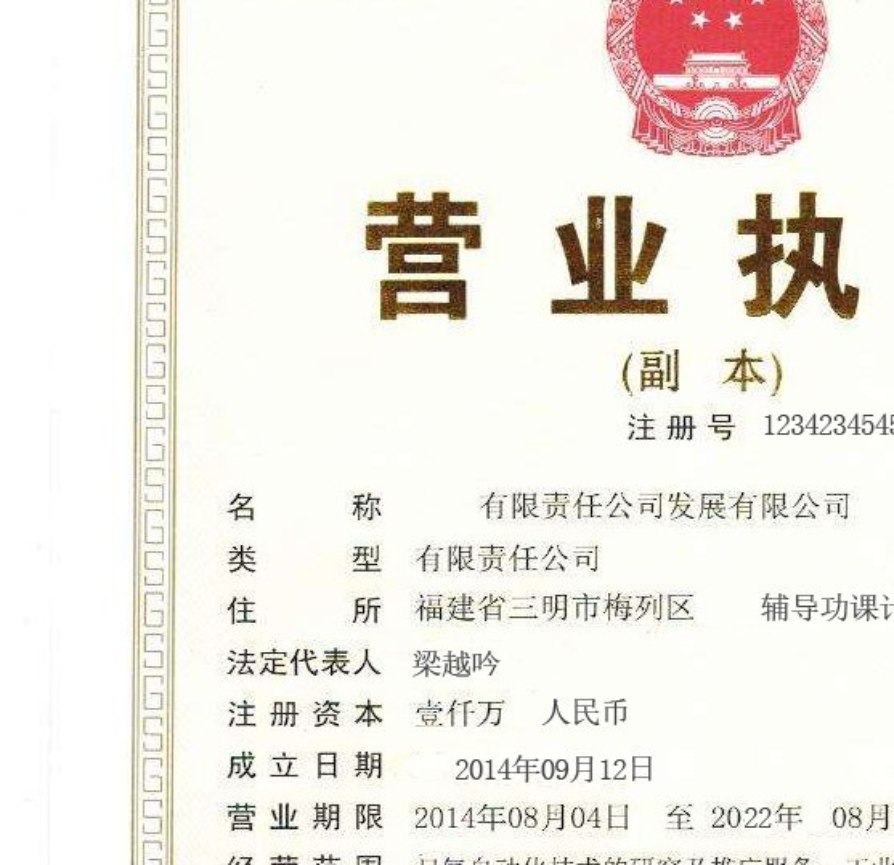 营业执
(副 本)
注册号 1234234545
名称 有限责任公司发展有限公司
类型 有限责任公司
住所 福建省三明市梅列区 辅导功课
法定代表人 梁越吟
注册资本 壹仟万 人民币
成立日期 2014年09月12日
营业期限 2014年08月04日 至 2022年 08月